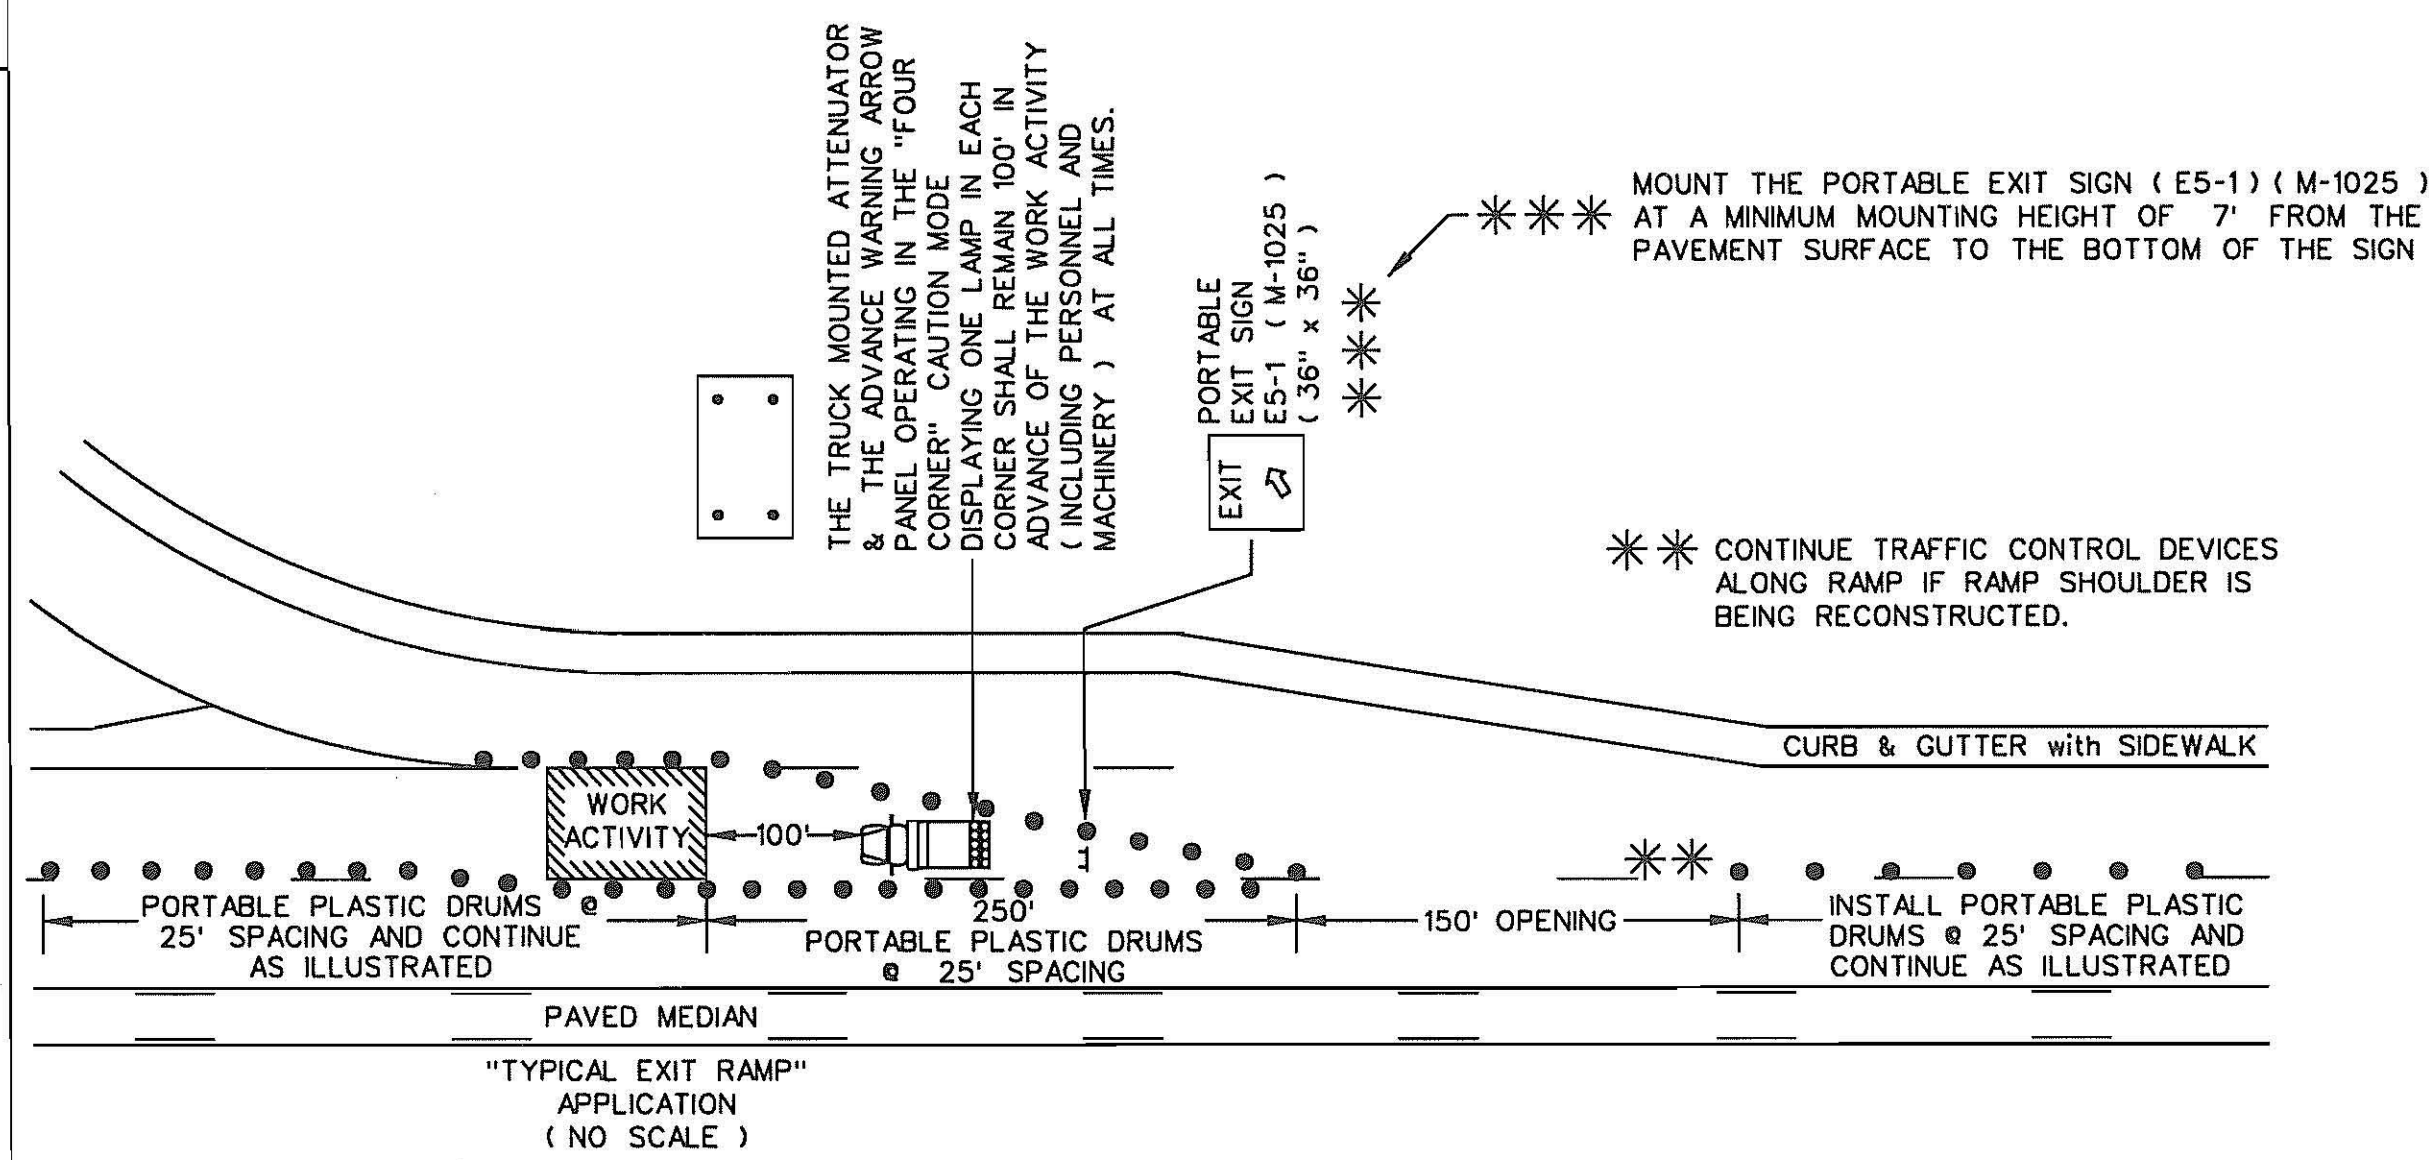 THE TRUCK MOUNTED ATTENUATOR
& THE ADVANCE WARNING ARROW
PANEL OPERATING IN THE "FOUR
CORNER" CAUTION MODE
DISPLAYING ONE LAMP IN EACH
CORNER SHALL REMAIN 100' IN
ADVANCE OF THE WORK ACTIVITY
( INCLUDING PERSONNEL AND
MACHINERY ) AT ALL TIMES.
PORTABLE
EXIT SIGN
E5-1 ( M-1025 )
( 36" x 36" )
EXIT
MOUNT THE PORTABLE EXIT SIGN ( E5-1 ) ( M-1025 )
AT A MINIMUM MOUNTING HEIGHT OF 7' FROM THE
PAVEMENT SURFACE TO THE BOTTOM OF THE SIGN
CONTINUE TRAFFIC CONTROL DEVICES
ALONG RAMP IF RAMP SHOULDER IS
BEING RECONSTRUCTED.
CURB & GUTTER with SIDEWALK
WORK
ACTIVITY
100'
PORTABLE PLASTIC DRUMS @
25' SPACING AND CONTINUE
AS ILLUSTRATED
250'
PORTABLE PLASTIC DRUMS
@ 25' SPACING
150' OPENING
INSTALL PORTABLE PLASTIC
DRUMS @ 25' SPACING AND
CONTINUE AS ILLUSTRATED
PAVED MEDIAN
"TYPICAL EXIT RAMP"
APPLICATION
( NO SCALE )